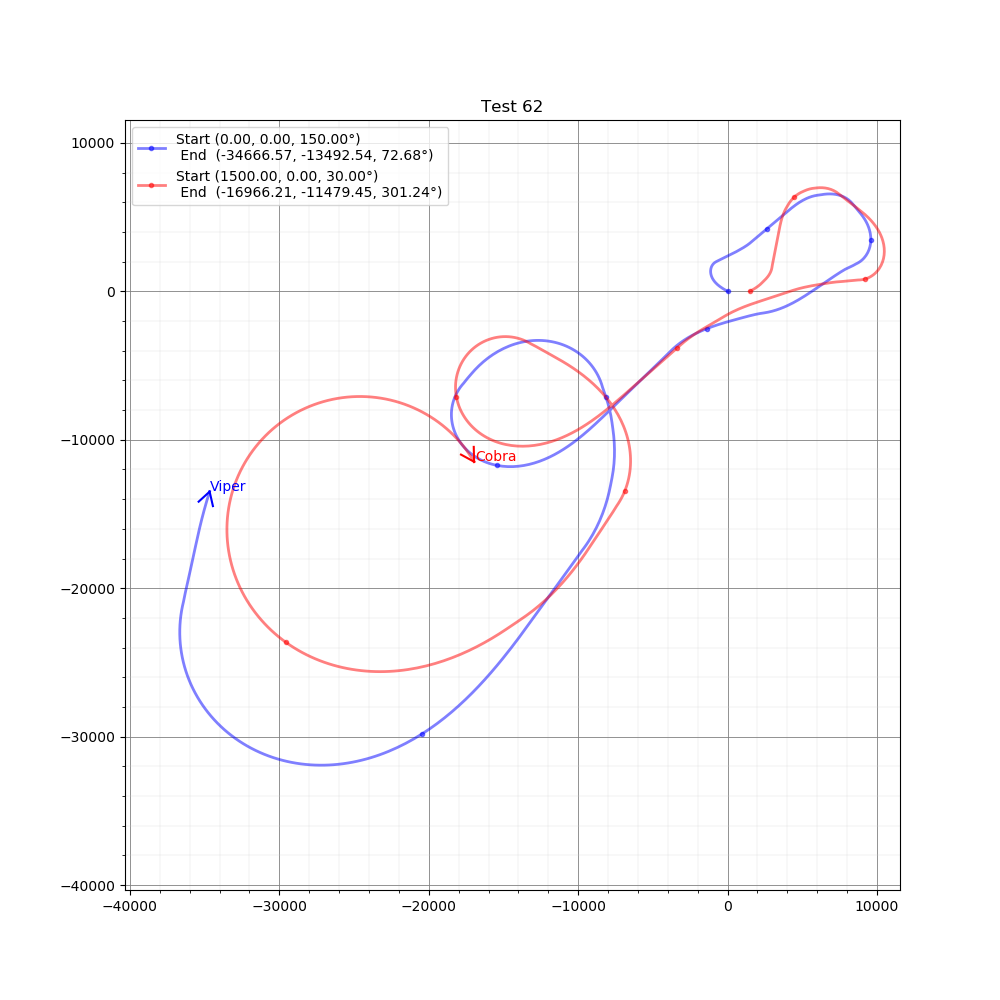 Test 62
Start (0.00, 0.00, 150.00°)
End  (-34666.57, -13492.54, 72.68°)
Start (1500.00, 0.00, 30.00°)
End  (-16966.21, -11479.45, 301.24°)
10000
0
−10000
−20000
−30000
−40000
Cobra
Viper
−40000
−30000
−20000
−10000
0
10000